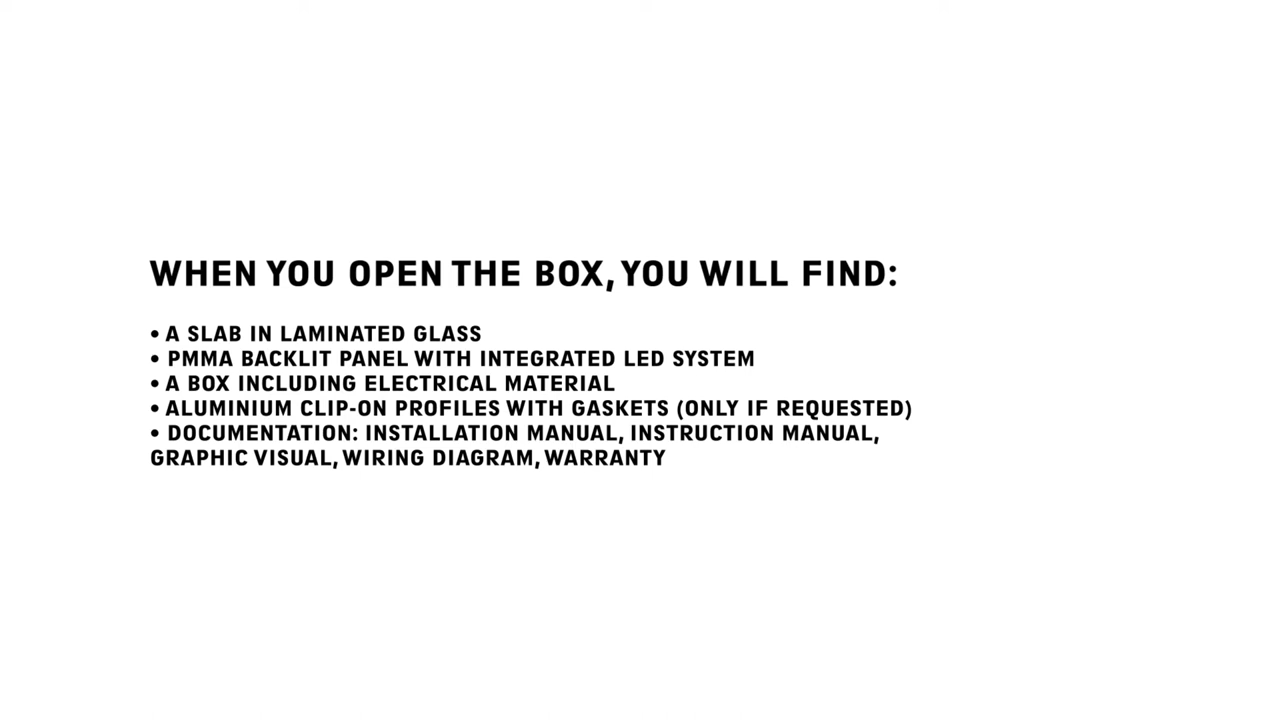 WHEN YOU OPEN THE BOX, YOU WILL FIND:
• A SLAB IN LAMINATED GLASS
• PMMA BACKLIT PANEL WITH INTEGRATED LED SYSTEM
• A BOX INCLUDING ELECTRICAL MATERIAL
• ALUMINIUM CLIP-ON PROFILES WITH GASKETS (ONLY IF REQUESTED)
• DOCUMENTATION: INSTALLATION MANUAL, INSTRUCTION MANUAL,
GRAPHIC VISUAL, WIRING DIAGRAM, WARRANTY